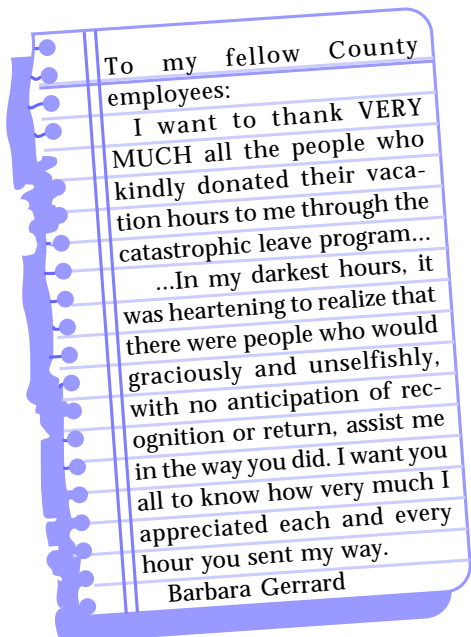 To my fellow County
employees:
I want to thank VERY
MUCH all the people who
kindly donated their vaca-
tion hours to me through the
catastrophic leave program...
...In my darkest hours, it
was heartening to realize that
there were people who would
graciously and unselfishly,
with no anticipation of rec-
ognition or return, assist me
in the way you did. I want you
all to know how very much I
appreciated each and every
hour you sent my way.
Barbara Gerrard